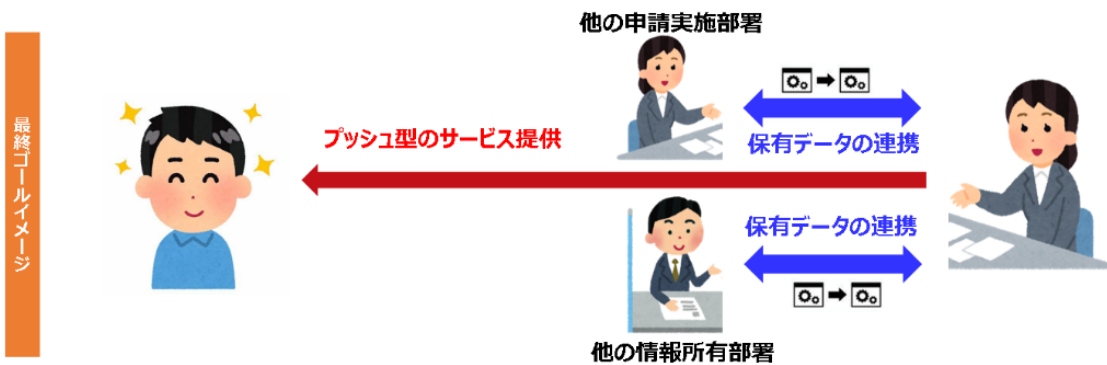 最終ゴールイメージ
他の申請実施部署
プッシュ型のサービス提供
保有データの連携
保有データの連携
他の情報所有部署